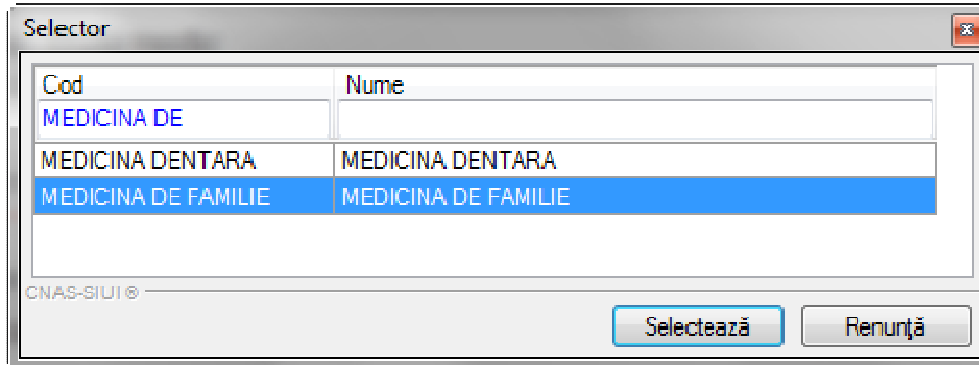 Selector
Cod Nume
MEDICINA DE
MEDICINA DENTARA MEDICINA DENTARA
MEDICINA DE FAMILIE MEDICINA DE FAMILIE
CNAS-SIUI ®
Selectează Renunţă